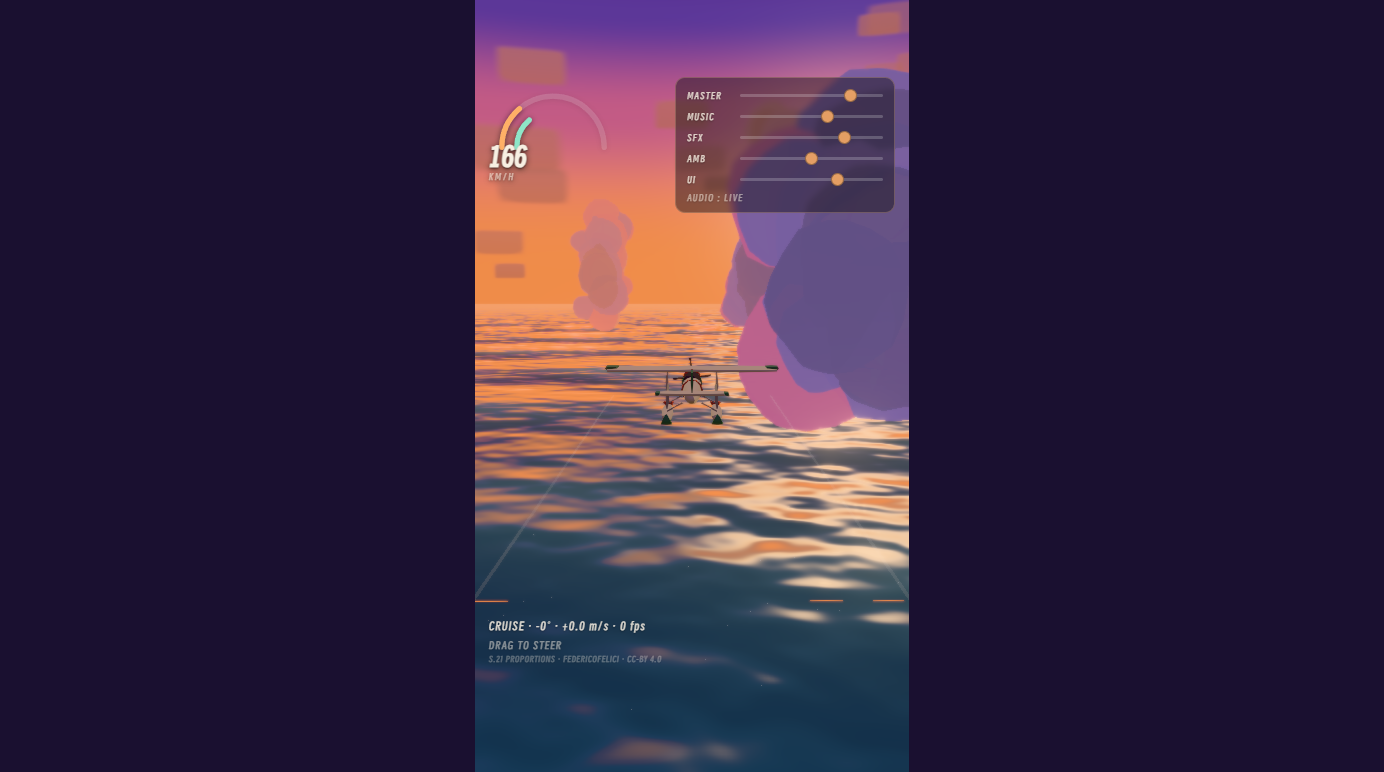 MASTER
MUSIC
SFX
AMB
UI
AUDIO : LIVE
166
KM/H
CRUISE · -0° · +0.0 m/s · 0 fps
DRAG TO STEER
S.21 PROPORTIONS · FEDERICOFELICI · CC-BY 4.0